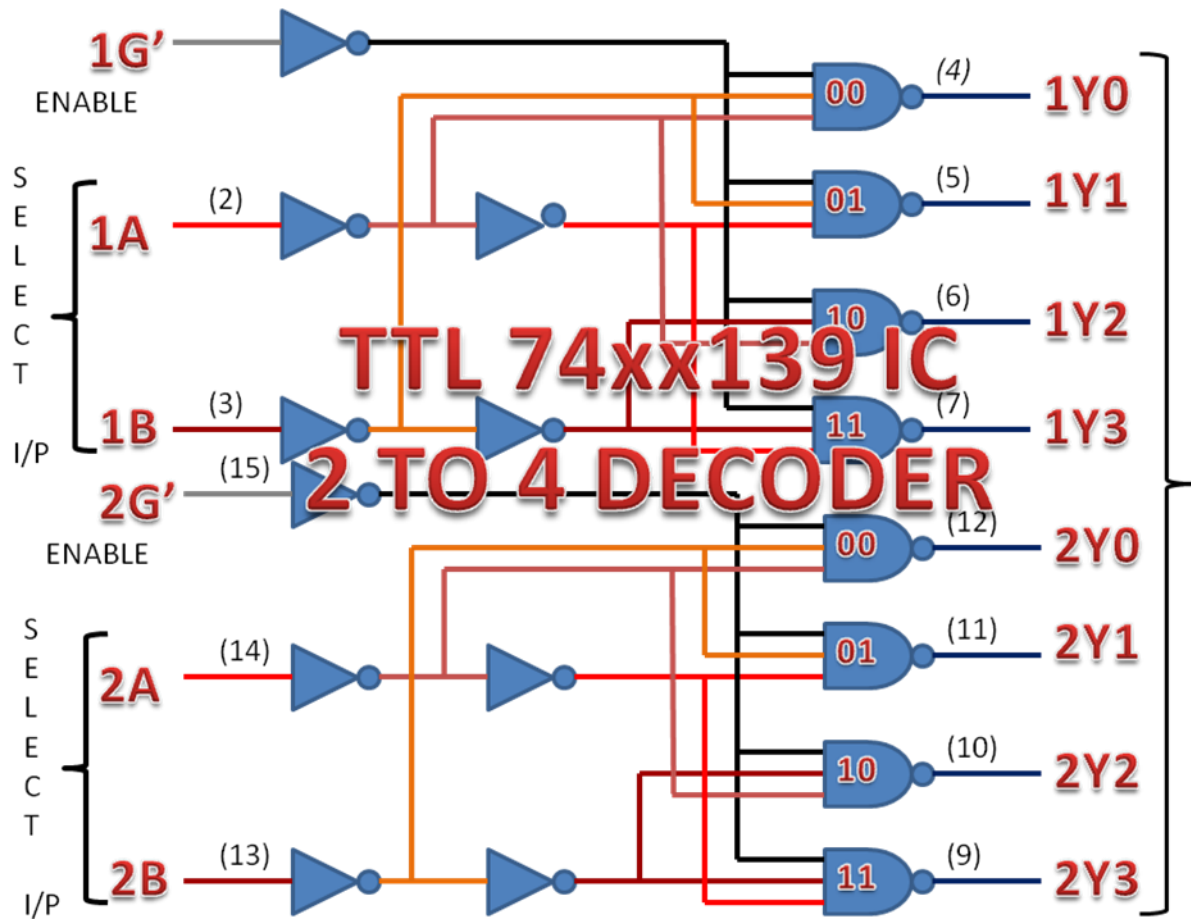 1G’
ENABLE
S
E
L
E
C
T
I/P
(2)
1A
(3)
1B
00
(4)
1Y0
01
(5)
1Y1
10
(6)
1Y2
11
(7)
1Y3
TTL 74xx139 IC
2 TO 4 DECODER
(15)
2G’
ENABLE
S
E
L
E
C
T
I/P
(14)
2A
(13)
2B
00
(12)
2Y0
01
(11)
2Y1
10
(10)
2Y2
11
(9)
2Y3